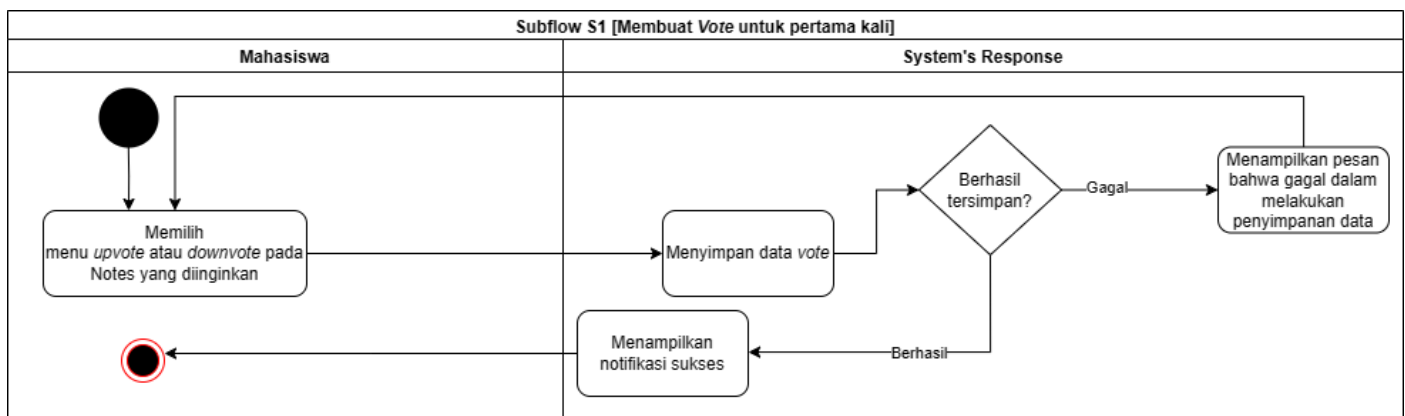 Subflow S1 [Membuat Vote untuk pertama kali]
Mahasiswa
System's Response
Memilih
menu upvote atau downvote pada
Notes yang diinginkan
Menyimpan data vote
Berhasil
tersimpan?
Gagal
Menampilkan pesan
bahwa gagal dalam
melakukan
penyimpanan data
Berhasil
Menampilkan
notifikasi sukses